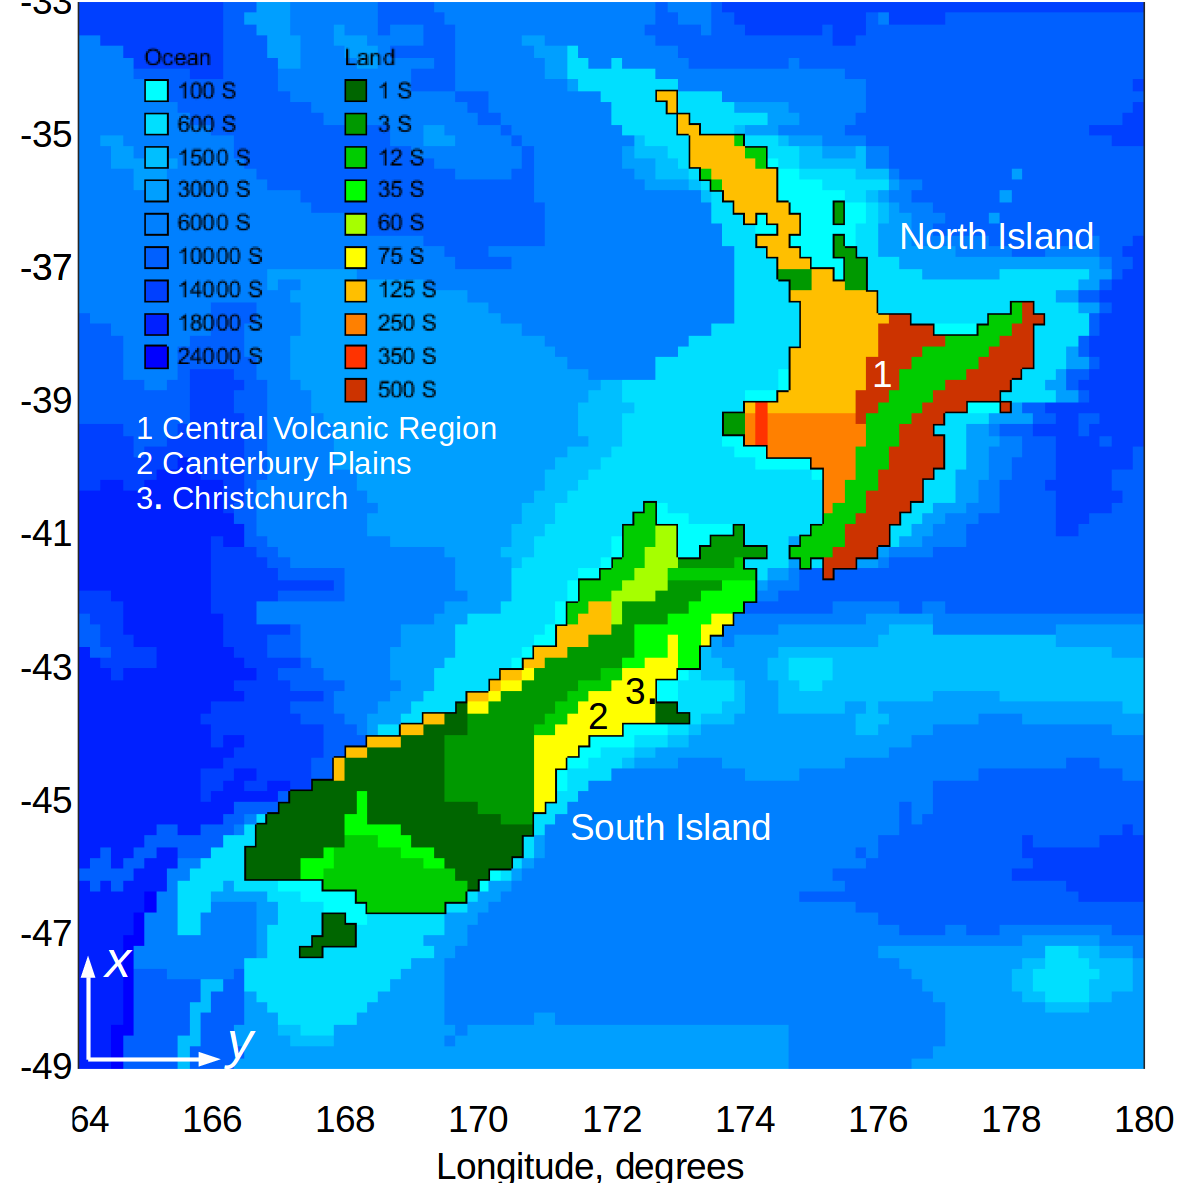 -33
Ocean Land
100 S 1 S
600 S 3 S
1500 S 12 S
3000 S 35 S
6000 S 60 S
10000 S 75 S
14000 S 125 S
18000 S 250 S
24000 S 350 S
500 S
-35
-37
-39
-41
-43
-45
-47
-49
North Island
1
1 Central Volcanic Region
2 Canterbury Plains
3. Christchurch
3.
2
South Island
x
y
64 166 168 170 172 174 176 178 180
Longitude, degrees